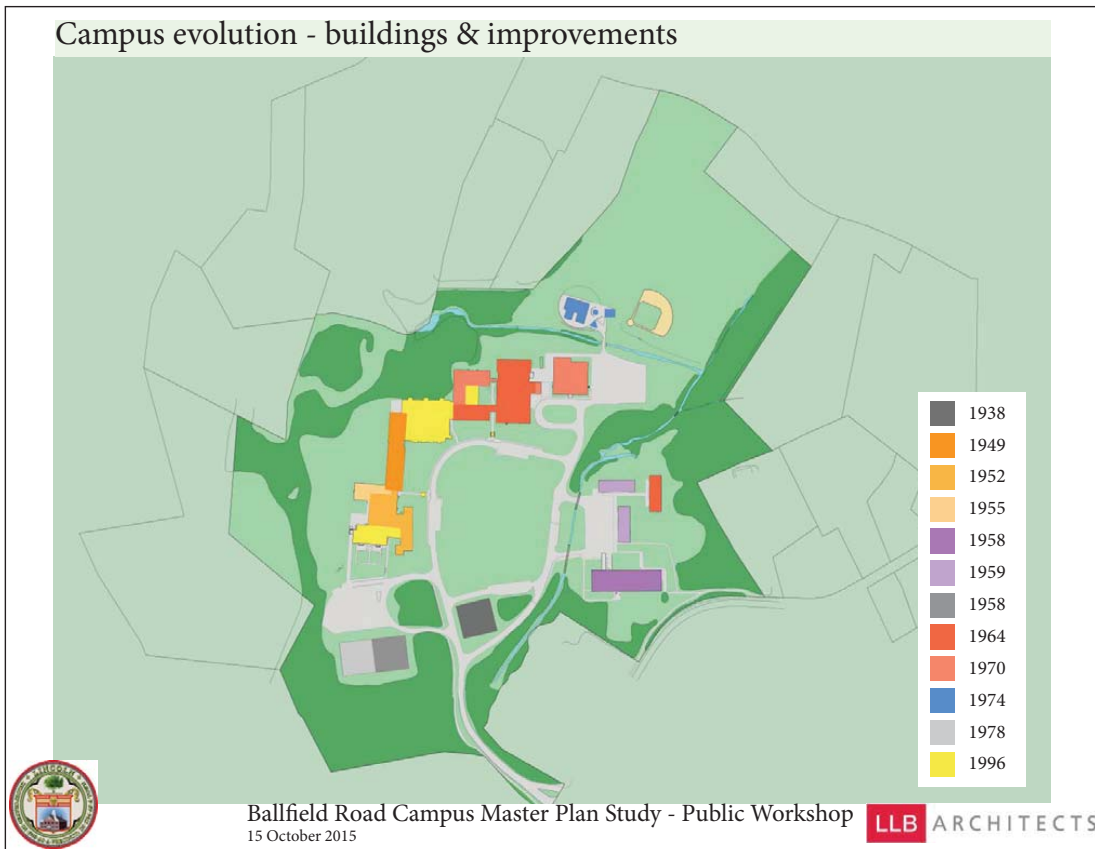 Campus evolution - buildings & improvements
1938
1949
1952
1955
1958
1959
1958
1964
1970
1974
1978
1996
LINCOLN
Ballfield Road Campus Master Plan Study - Public Workshop
15 October 2015
LLB ARCHITECTS